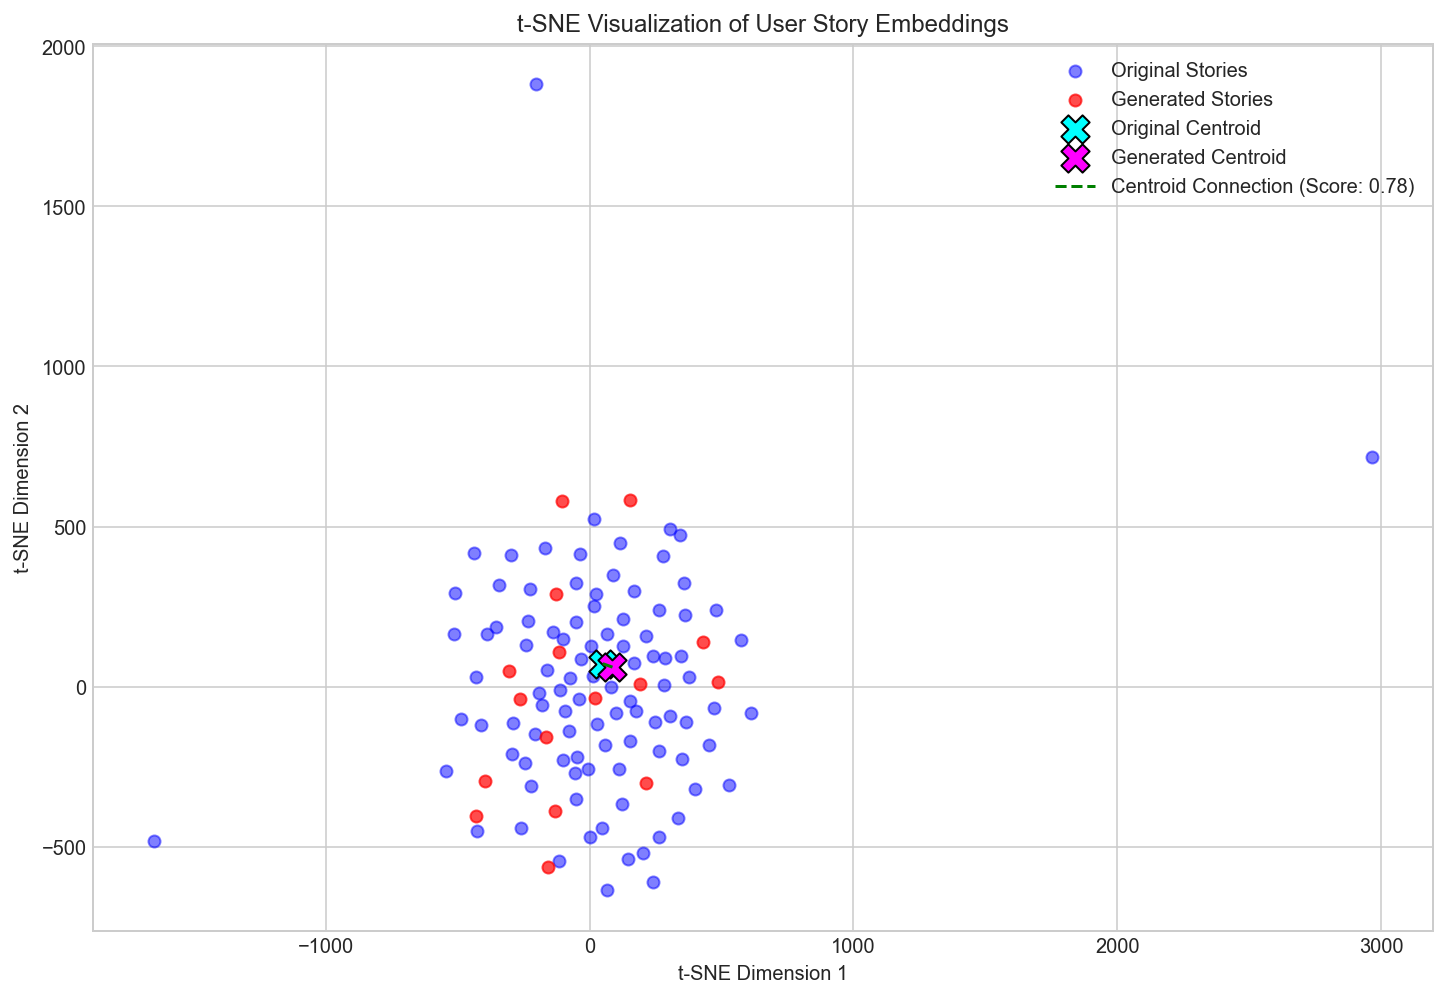 t-SNE Visualization of User Story Embeddings
Original Stories
Generated Stories
Original Centroid
Generated Centroid
Centroid Connection (Score: 0.78)
2000
1500
1000
500
0
−500
t-SNE Dimension 2
−1000
0
1000
2000
3000
t-SNE Dimension 1